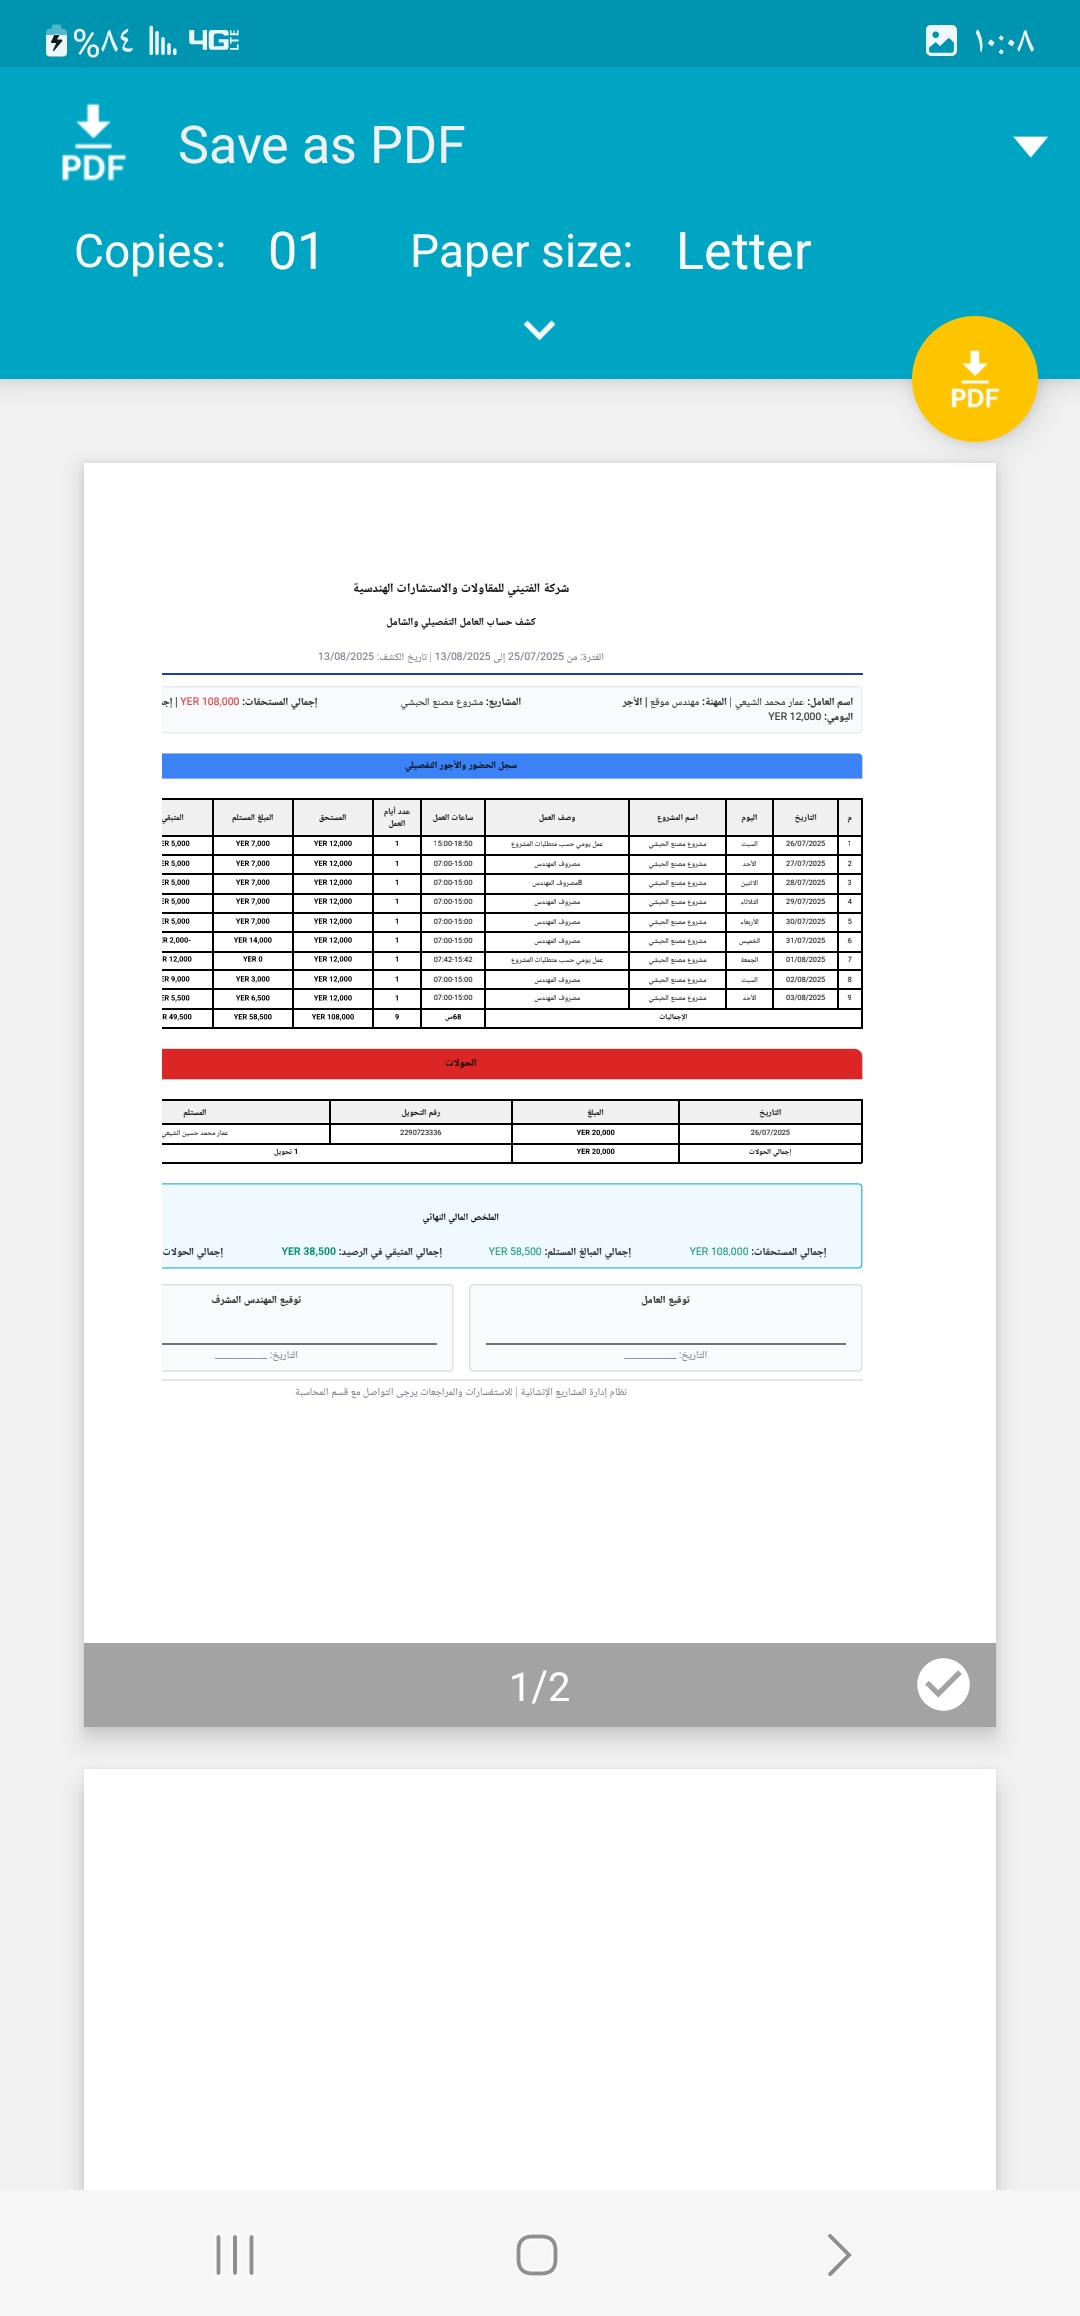 ١٠:٠٨ 4G LTE %٨٤
PDF Save as PDF
Copies: 01 Paper size: Letter
PDF
شركة الفتيني للمقاولات والاستشارات الهندسية
كشف حساب العامل التفصيلي والشامل
الفترة: من 25/07/2025 إلى 13/08/2025 | تاريخ الكشف: 13/08/2025
اسم العامل: عمار محمد الشيعي | المهنة: مهندس موقع | الأجر المشاريع: مشروع مصنع الحبشي إجمالي المستحقات: YER 108,000 | إج
اليومي: YER 12,000
سجل الحضور والأجور التفصيلي
م التاريخ اليوم اسم المشروع وصف العمل ساعات العمل عدد أيام العمل المستحق المبلغ المستلم المتبقي
1 26/07/2025 السبت مشروع مصنع الحبشي عمل يومي حسب متطلبات المشروع 15:00-18:50 1 YER 12,000 YER 7,000 ER 5,000
2 27/07/2025 الأحد مشروع مصنع الحبشي مصروف المهندس 07:00-15:00 1 YER 12,000 YER 7,000 ER 5,000
3 28/07/2025 الاثنين مشروع مصنع الحبشي 8مصروف المهندس 07:00-15:00 1 YER 12,000 YER 7,000 ER 5,000
4 29/07/2025 الثلاثاء مشروع مصنع الحبشي مصروف المهندس 07:00-15:00 1 YER 12,000 YER 7,000 ER 5,000
5 30/07/2025 الأربعاء مشروع مصنع الحبشي مصروف المهندس 07:00-15:00 1 YER 12,000 YER 7,000 ER 5,000
6 31/07/2025 الخميس مشروع مصنع الحبشي مصروف المهندس 07:00-15:00 1 YER 12,000 YER 14,000 R 2,000-
7 01/08/2025 الجمعة مشروع مصنع الحبشي عمل يومي حسب متطلبات المشروع 07:42-15:42 1 YER 12,000 YER 0 R 12,000
8 02/08/2025 السبت مشروع مصنع الحبشي مصروف المهندس 07:00-15:00 1 YER 12,000 YER 3,000 ER 9,000
9 03/08/2025 الأحد مشروع مصنع الحبشي مصروف المهندس 07:00-15:00 1 YER 12,000 YER 6,500 ER 5,500
الإجماليات 68س 9 YER 108,000 YER 58,500 R 49,500
الحولات
التاريخ المبلغ رقم التحويل المستلم
26/07/2025 YER 20,000 2290723336 عمار محمد حسين الشيعي
إجمالي الحولات YER 20,000 1 تحويل
الملخص المالي النهائي
إجمالي المستحقات: YER 108,000 إجمالي المبالغ المستلم: YER 58,500 إجمالي المتبقي في الرصيد: YER 38,500 إجمالي الحولات
توقيع العامل توقيع المهندس المشرف
التاريخ: __________ التاريخ: __________
نظام إدارة المشاريع الإنشائية | للاستفسارات والمراجعات يرجى التواصل مع قسم المحاسبة
1/2